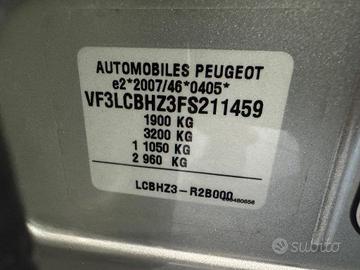 AUTOMOBILES PEUGEOT
e2*2007/46*0405*
VF3LCBHZ3FS211459
1900 KG
3200 KG
1 1050 KG
2 960 KG
LCBHZ3-R2B000
subito